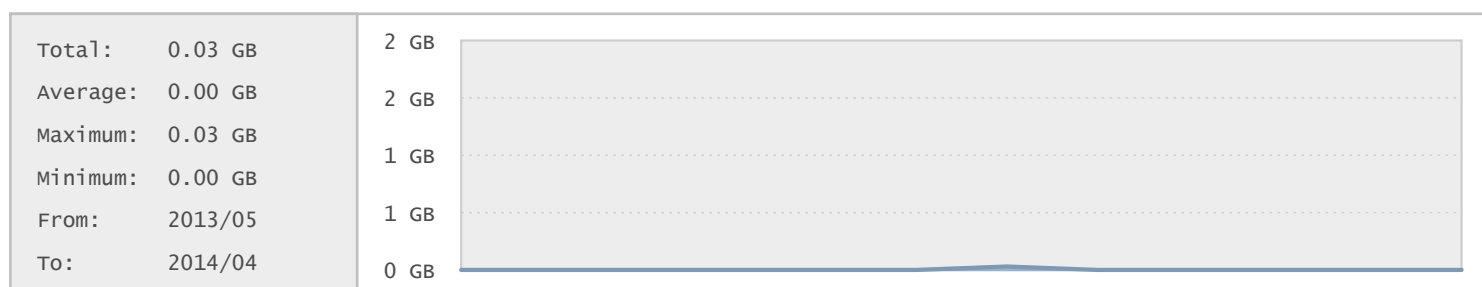 Total: 0.03 GB
Average: 0.00 GB
Maximum: 0.03 GB
Minimum: 0.00 GB
From: 2013/05
To: 2014/04
2 GB
2 GB
1 GB
1 GB
0 GB